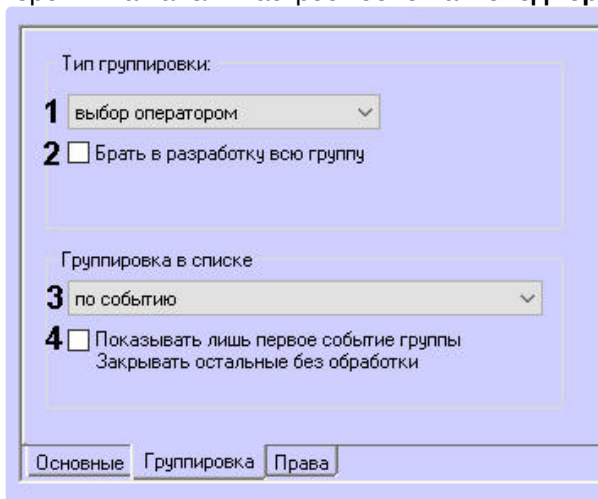 Тип группировки:
1 выбор оператором
2 Брать в разработку всю группу
Группировка в списке
3 по событию
4 Показывать лишь первое событие группы
Закрывать остальные без обработки
Основные Группировка Права